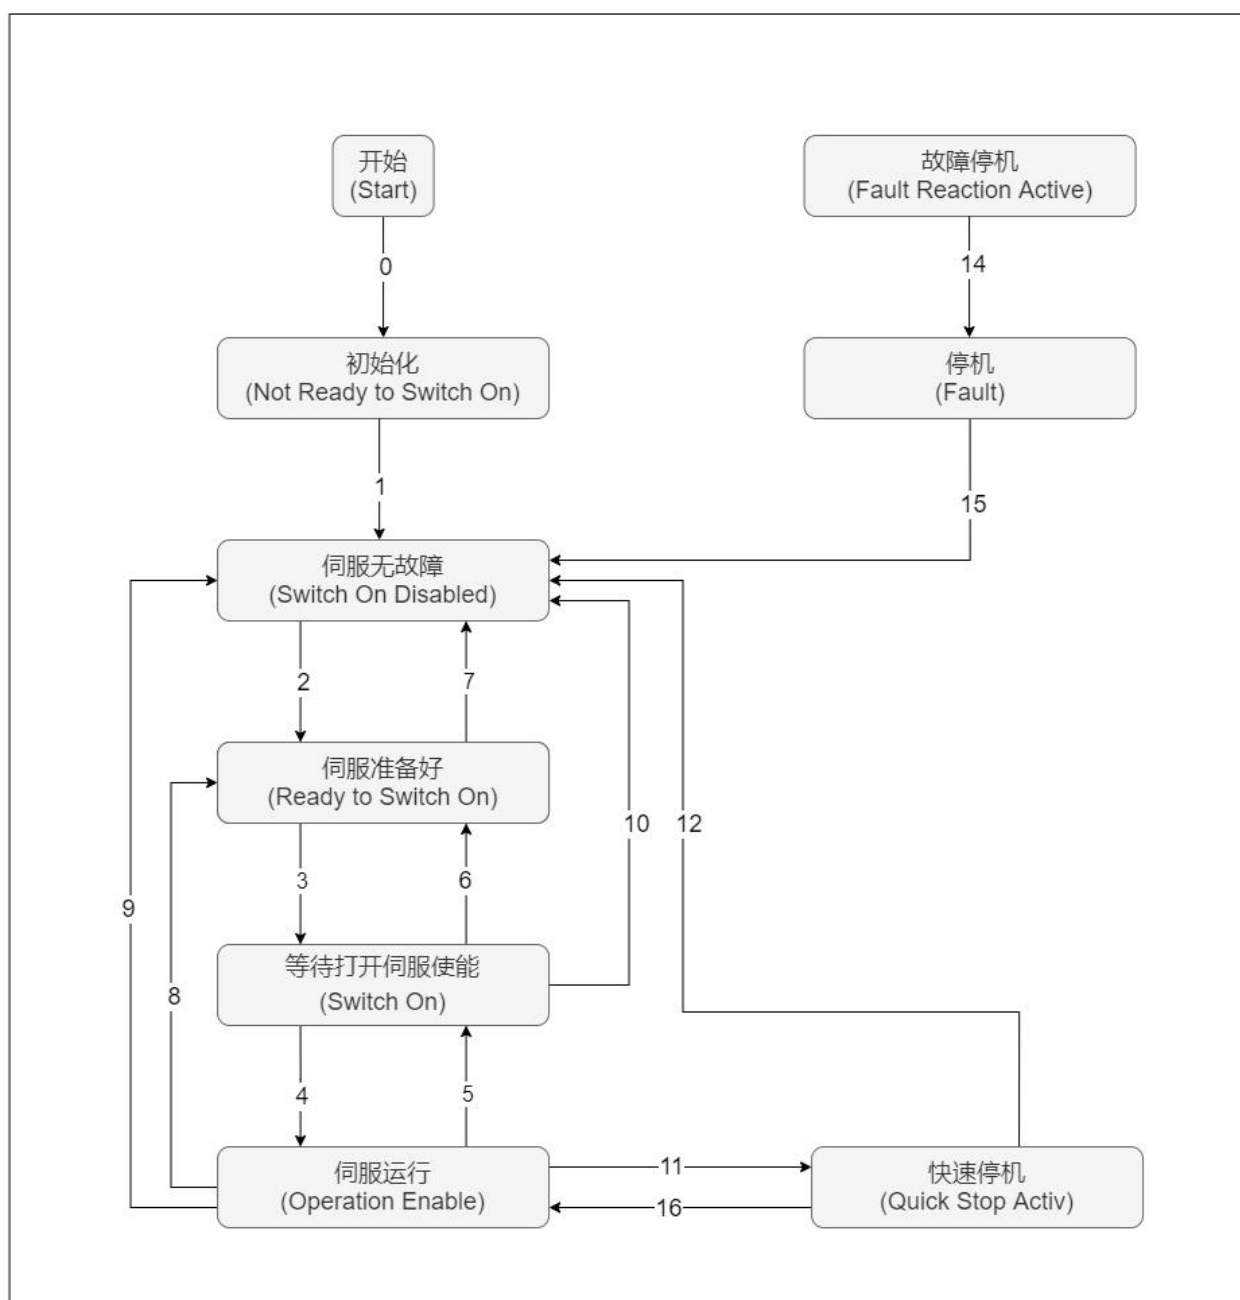 开始
(Start)
故障停机
(Fault Reaction Active)
0
14
初始化
(Not Ready to Switch On)
停机
(Fault)
1
15
伺服无故障
(Switch On Disabled)
2
7
伺服准备好
(Ready to Switch On)
10
12
3
6
9
等待打开伺服使能
(Switch On)
8
4
5
伺服运行
(Operation Enable)
11
16
快速停机
(Quick Stop Activ)